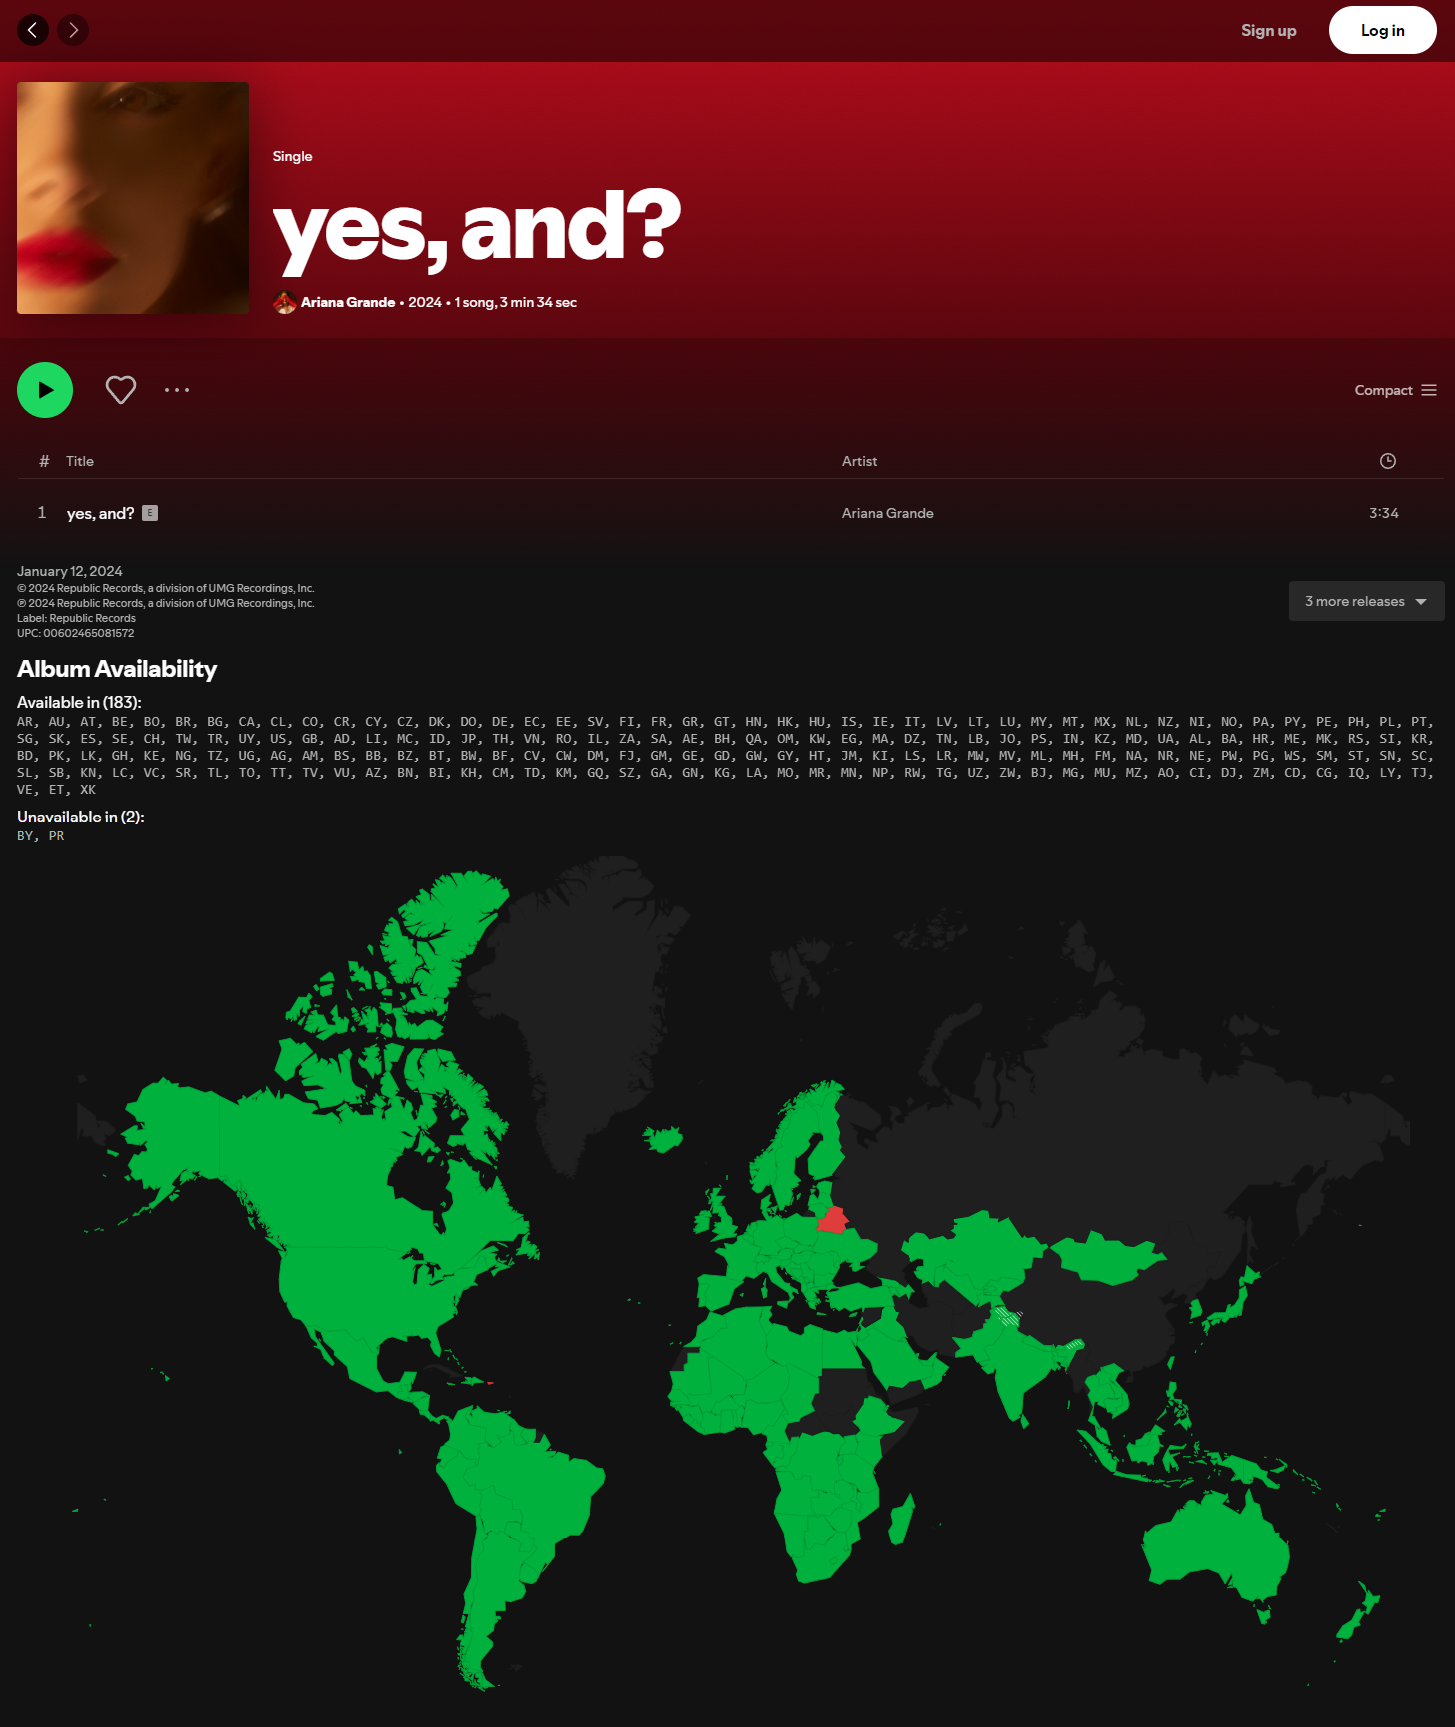 Sign up
Log in
Single
yes, and?
Ariana Grande • 2024 • 1 song, 3 min 34 sec
Compact
# Title Artist
1 yes, and? E Ariana Grande 3:34
January 12, 2024
© 2024 Republic Records, a division of UMG Recordings, Inc.
℗ 2024 Republic Records, a division of UMG Recordings, Inc.
Label: Republic Records
UPC: 00602465081572
3 more releases
Album Availability
Available in (183):
AR, AU, AT, BE, BO, BR, BG, CA, CL, CO, CR, CY, CZ, DK, DO, DE, EC, EE, SV, FI, FR, GR, GT, HN, HK, HU, IS, IE, IT, LV, LT, LU, MY, MT, MX, NL, NZ, NI, NO, PA, PY, PE, PH, PL, PT,
SG, SK, ES, SE, CH, TW, TR, UY, US, GB, AD, LI, MC, ID, JP, TH, VN, RO, IL, ZA, SA, AE, BH, QA, OM, KW, EG, MA, DZ, TN, LB, JO, PS, IN, KZ, MD, UA, AL, BA, HR, ME, MK, RS, SI, KR,
BD, PK, LK, GH, KE, NG, TZ, UG, AG, AM, BS, BB, BZ, BT, BW, BF, CV, CW, DM, FJ, GM, GE, GD, GW, GY, HT, JM, KI, LS, LR, MW, MV, ML, MH, FM, NA, NR, NE, PW, PG, WS, SM, ST, SN, SC,
SL, SB, KN, LC, VC, SR, TL, TO, TT, TV, VU, AZ, BN, BI, KH, CM, TD, KM, GQ, SZ, GA, GN, KG, LA, MO, MR, MN, NP, RW, TG, UZ, ZW, BJ, MG, MU, MZ, AO, CI, DJ, ZM, CD, CG, IQ, LY, TJ,
VE, ET, XK
Unavailable in (2):
BY, PR